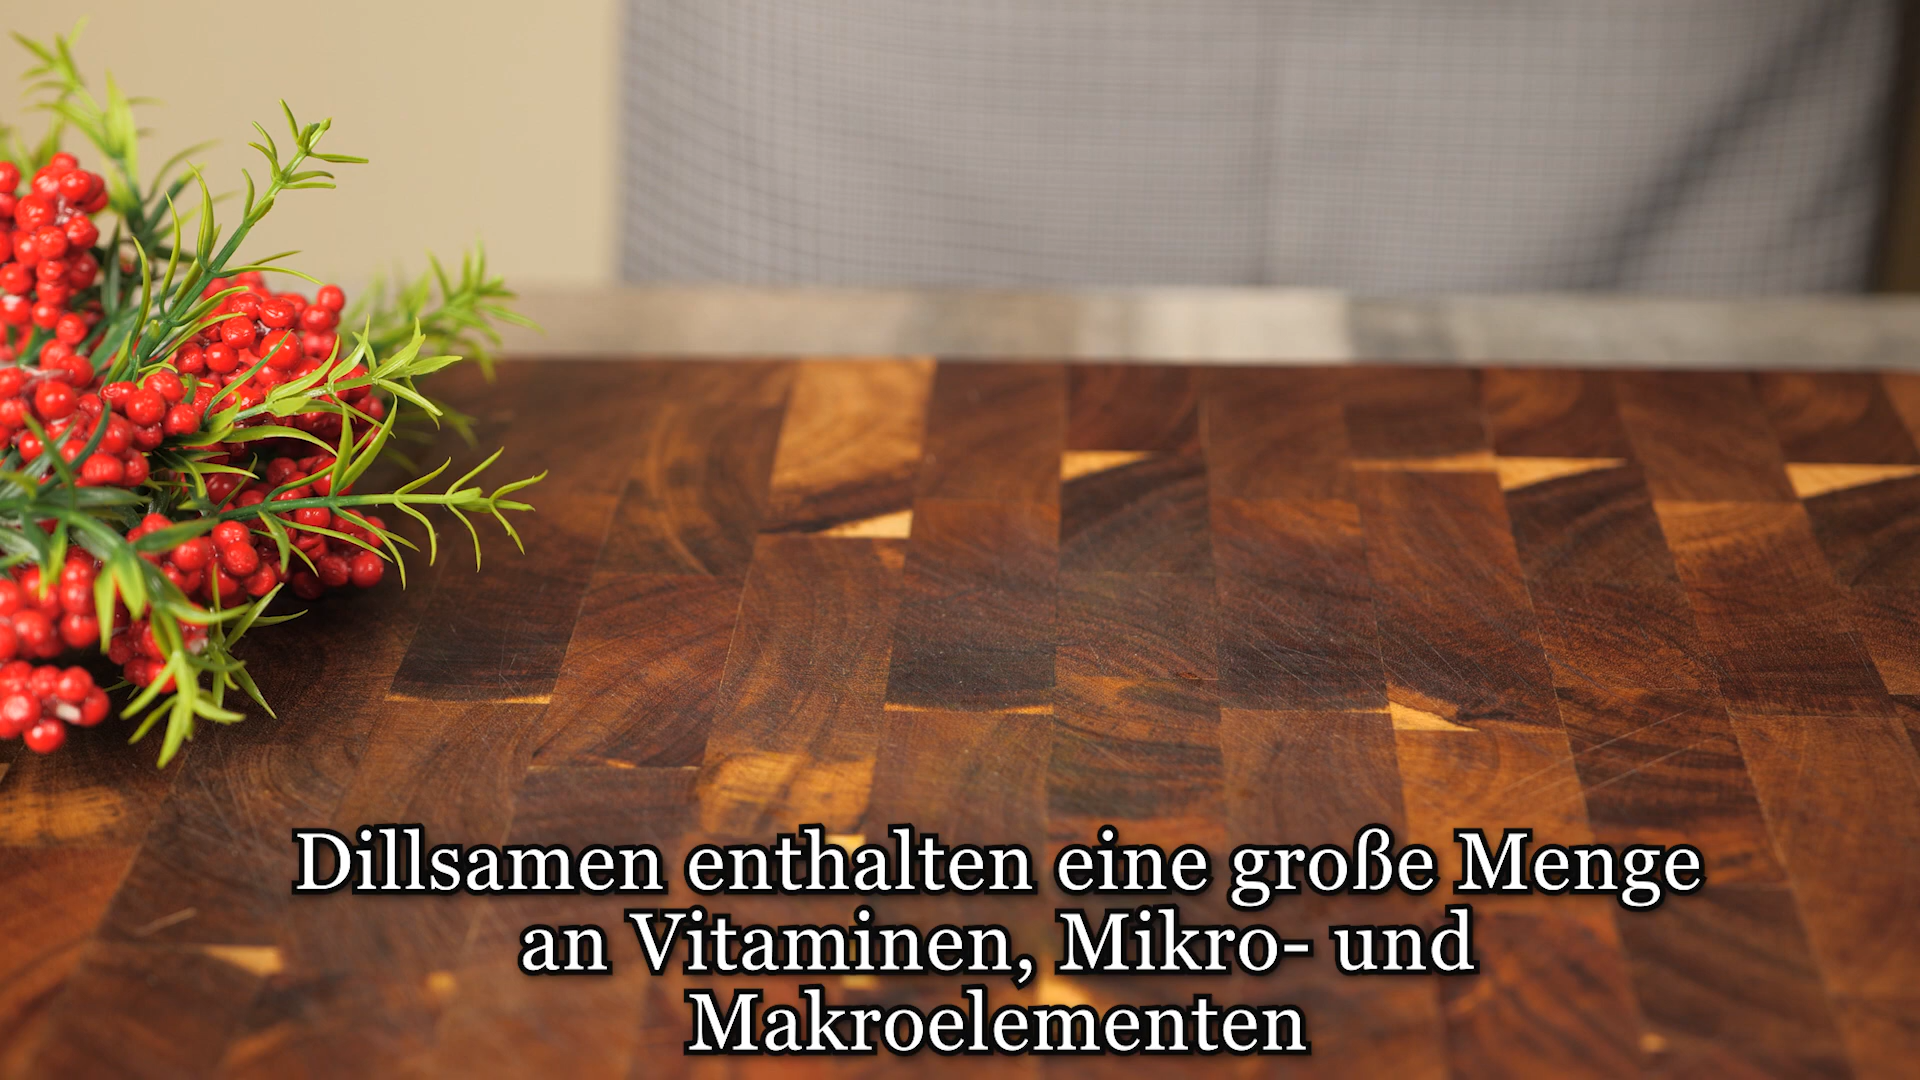 Dillsamen enthalten eine große Menge
an Vitaminen, Mikro- und
Makroelementen